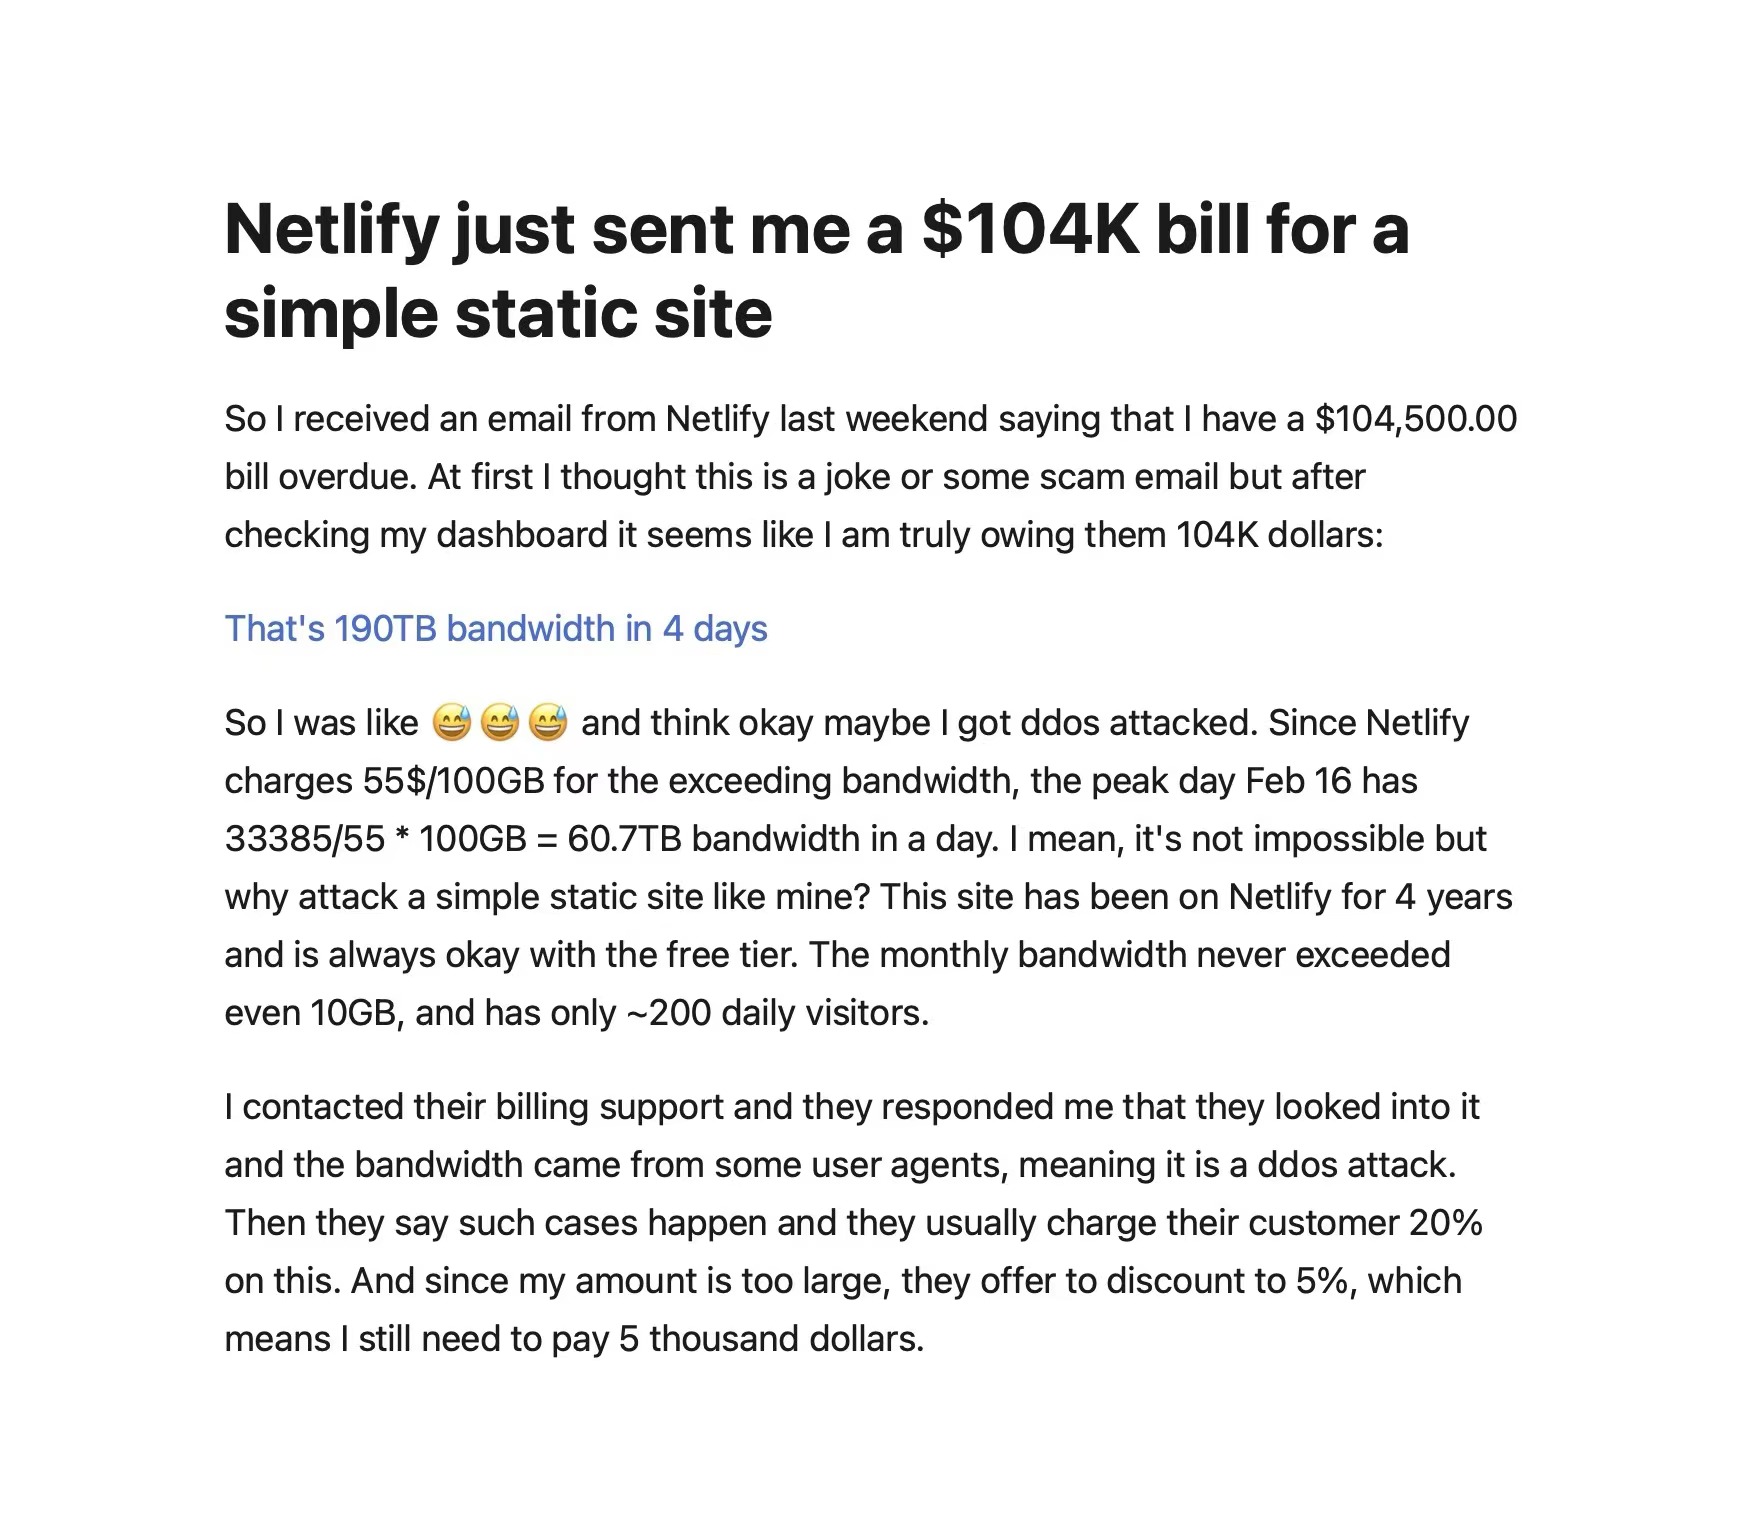 Netlify just sent me a $104K bill for a
simple static site
So I received an email from Netlify last weekend saying that I have a $104,500.00
bill overdue. At first I thought this is a joke or some scam email but after
checking my dashboard it seems like I am truly owing them 104K dollars:
That's 190TB bandwidth in 4 days
So I was like 😅😅😅 and think okay maybe I got ddos attacked. Since Netlify
charges 55$/100GB for the exceeding bandwidth, the peak day Feb 16 has
33385/55 * 100GB = 60.7TB bandwidth in a day. I mean, it's not impossible but
why attack a simple static site like mine? This site has been on Netlify for 4 years
and is always okay with the free tier. The monthly bandwidth never exceeded
even 10GB, and has only ~200 daily visitors.
I contacted their billing support and they responded me that they looked into it
and the bandwidth came from some user agents, meaning it is a ddos attack.
Then they say such cases happen and they usually charge their customer 20%
on this. And since my amount is too large, they offer to discount to 5%, which
means I still need to pay 5 thousand dollars.